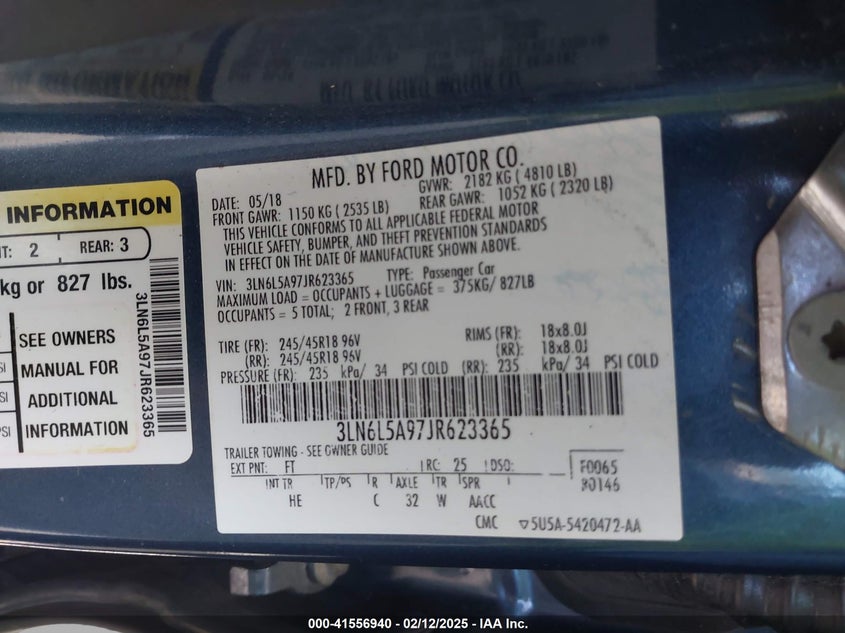 INFORMATION
2
REAR: 3
kg or 827 lbs.
SEE OWNERS
MANUAL FOR
ADDITIONAL
INFORMATION
3LN6L5A97JR623365
MFD. BY FORD MOTOR CO.
DATE: 05/18 GVWR: 2182 KG ( 4810 LB)
FRONT GAWR: 1150 KG ( 2535 LB) REAR GAWR: 1052 KG ( 2320 LB)
THIS VEHICLE CONFORMS TO ALL APPLICABLE FEDERAL MOTOR
VEHICLE SAFETY, BUMPER, AND THEFT PREVENTION STANDARDS
IN EFFECT ON THE DATE OF MANUFACTURE SHOWN ABOVE.
VIN: 3LN6L5A97JR623365 TYPE: Passenger Car
MAXIMUM LOAD = OCCUPANTS + LUGGAGE = 375KG/ 827LB
OCCUPANTS = 5 TOTAL; 2 FRONT, 3 REAR
TIRE (FR): 245/45R18 96V RIMS (FR): 18x8.0J
(RR): 245/45R18 96V (RR): 18x8.0J
PRESSURE (FR): 235 kPa/ 34 PSI COLD (RR): 235 kPa/ 34 PSI COLD
3LN6L5A97JR623365
TRAILER TOWING - SEE OWNER GUIDE
EXT PNT: FT RC: 25 DSO: F0065
INT TR TP/PS R AXLE TR SPR 30146
HE C 32 W AACC
CMC 5U5A-5420472-AA
000-41556940 - 02/12/2025 - IAA Inc.